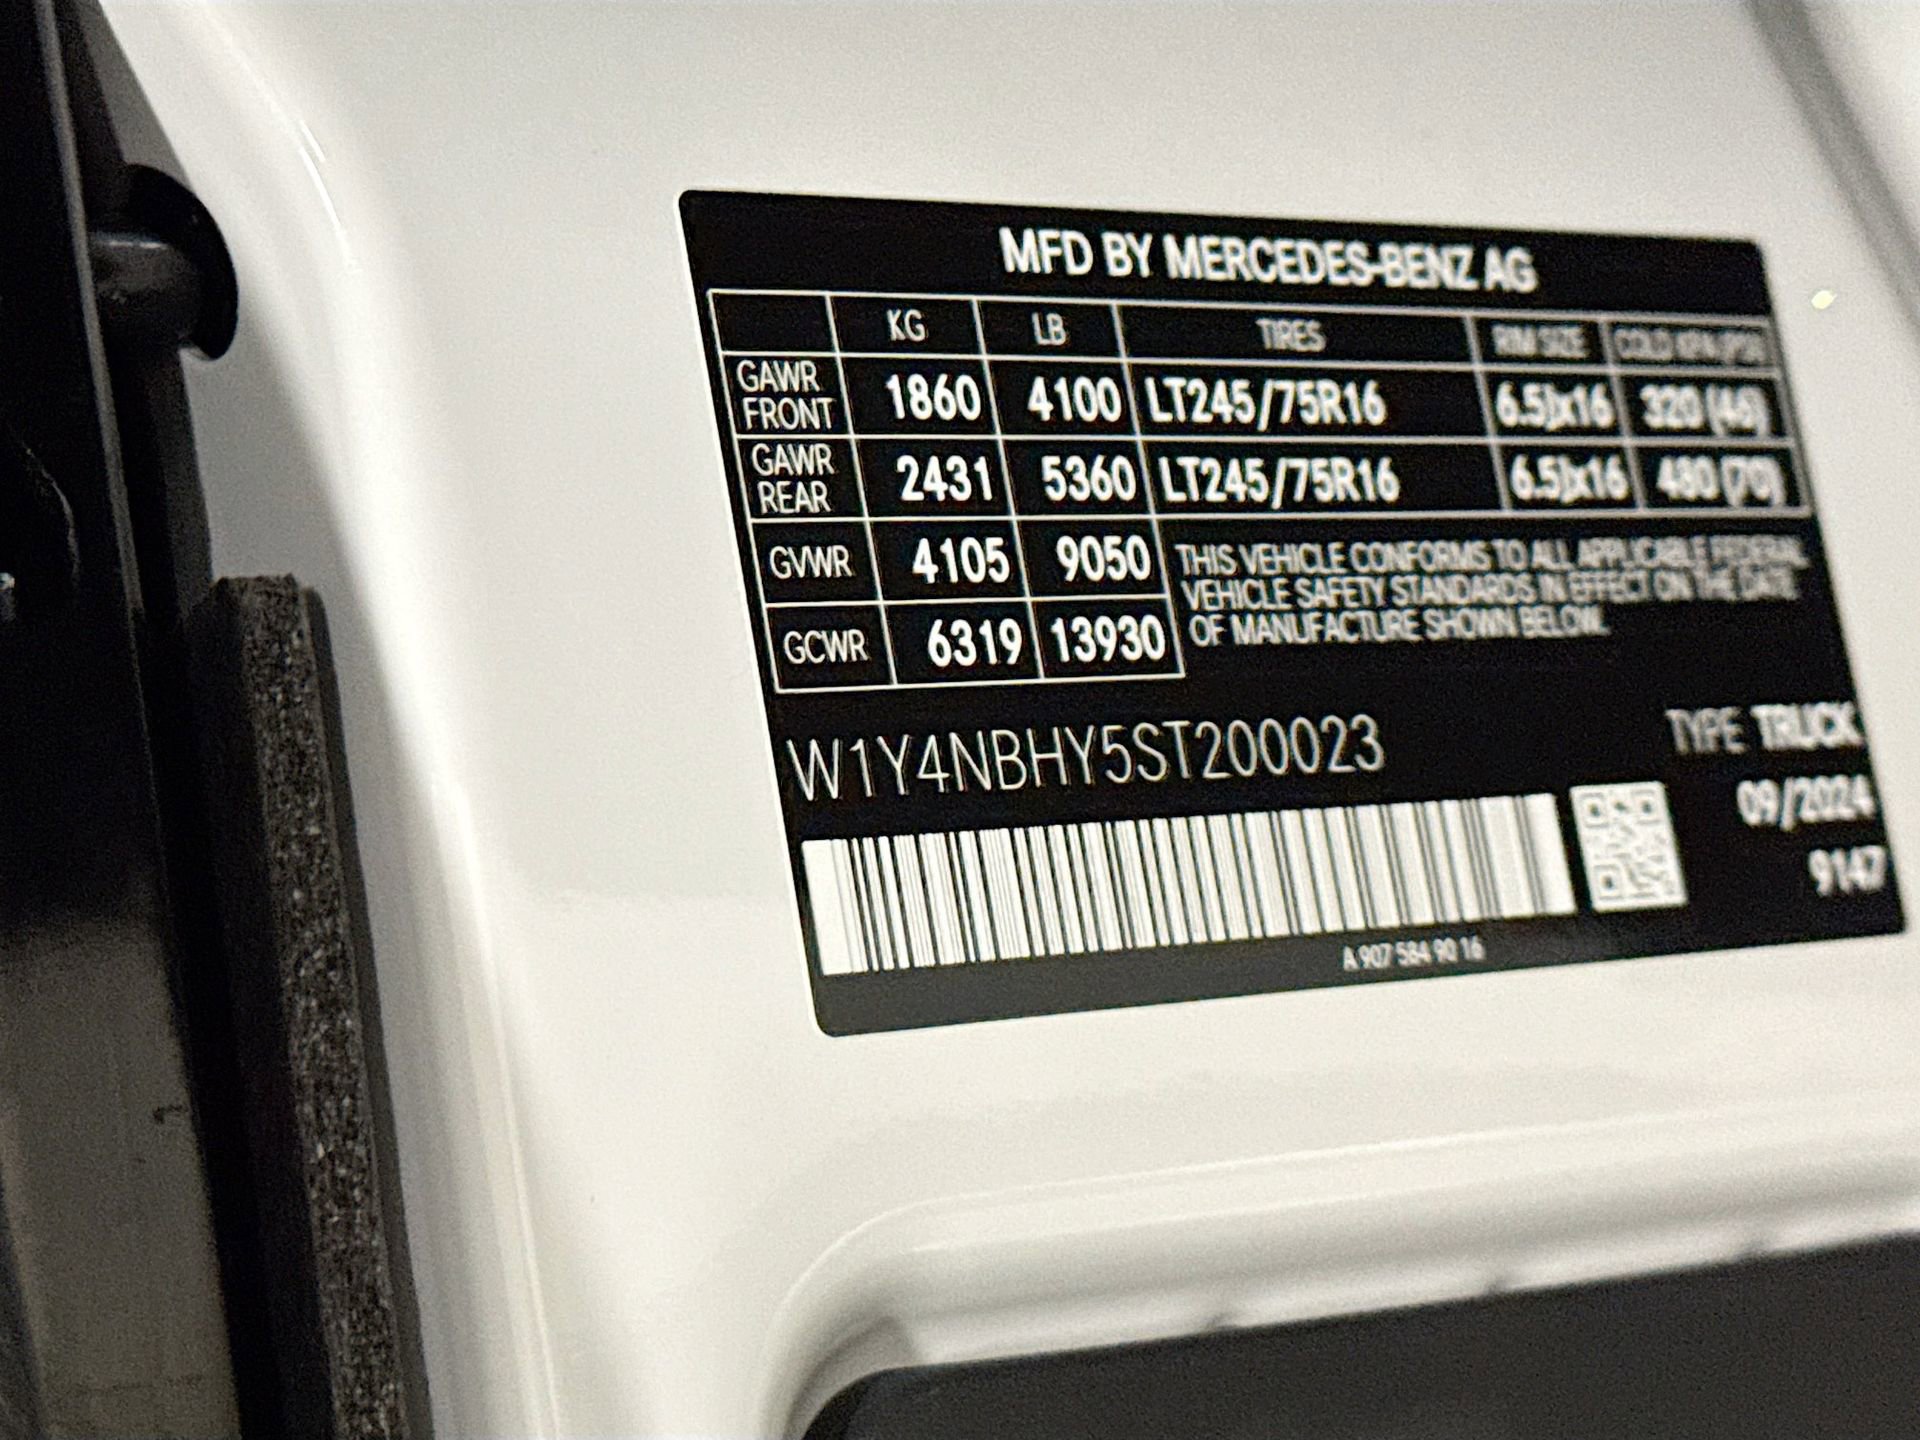 MFD BY MERCEDES-BENZ AG
KG LB TIRES RIM SIZE COLD KPA (PSI)
GAWR FRONT 1860 4100 LT245/75R16 6.5Jx16 320 (46)
GAWR REAR 2431 5360 LT245/75R16 6.5Jx16 480 (70)
GVWR 4105 9050
GCWR 6319 13930
THIS VEHICLE CONFORMS TO ALL APPLICABLE FEDERAL
VEHICLE SAFETY STANDARDS IN EFFECT ON THE DATE
OF MANUFACTURE SHOWN BELOW.
W1Y4NBHY5ST200023
TYPE TRUCK
09/2024
9147
A 907 584 90 16